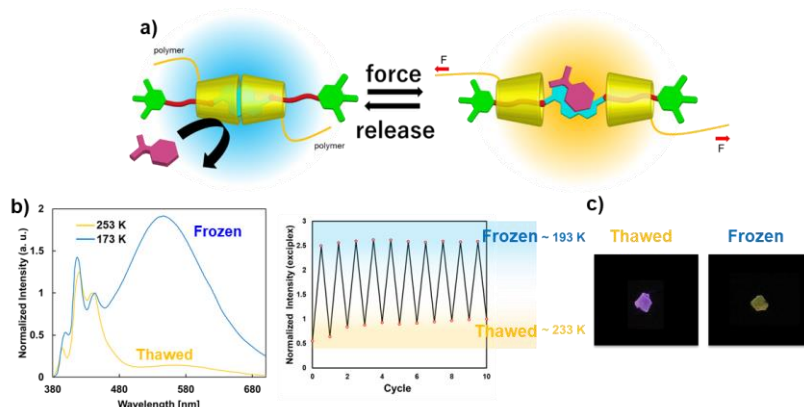 a)
polymer
polymer
force
release
F
F
b)
253 K
173 K
Frozen
Thawed
Normalized Intensity (a. u.)
2
1.5
1
0.5
0
380
480
580
680
Wavelength [nm]
Normalized Intensity (exciplex)
3
2.5
2
1.5
1
0.5
0
0
2
4
6
8
10
Cycle
Frozen ~ 193 K
Thawed ~ 233 K
c)
Thawed
Frozen